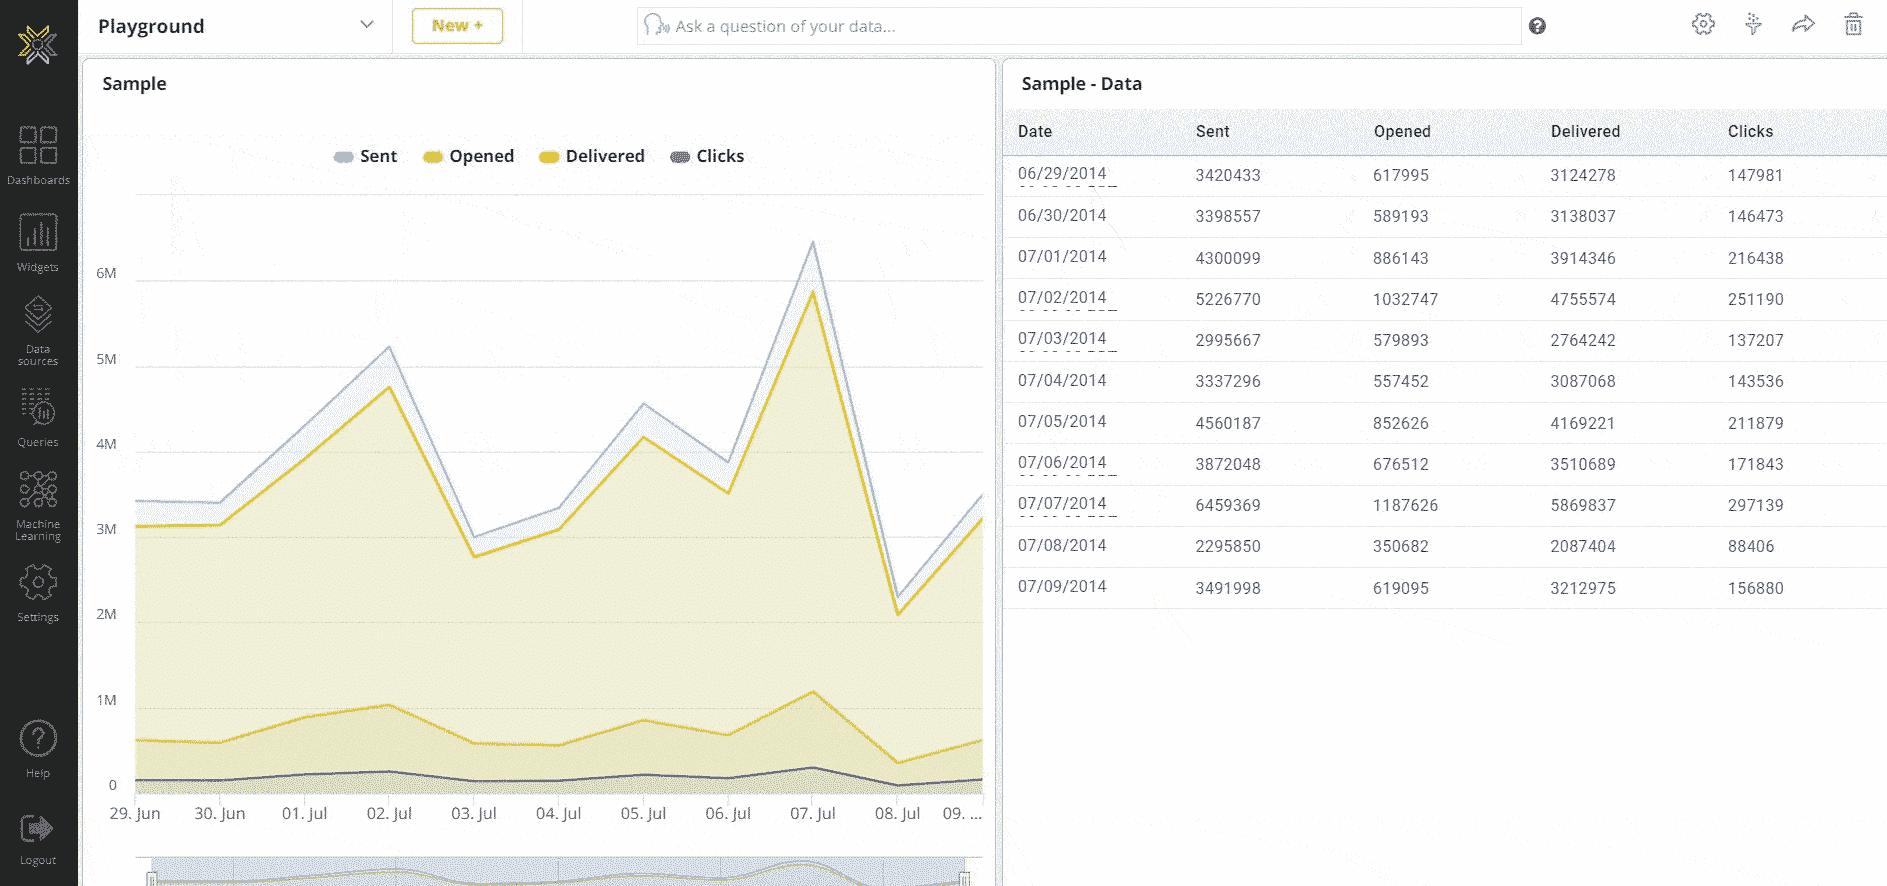 Playground
New +
Ask a question of your data...
?
Dashboards
Widgets
Data
sources
Queries
Machine
Learning
Settings
?
Help
Logout
Sample
Sent Opened Delivered Clicks
6M
5M
4M
3M
2M
1M
0
29. Jun 30. Jun 01. Jul 02. Jul 03. Jul 04. Jul 05. Jul 06. Jul 07. Jul 08. Jul 09. ...
Sample - Data
Date Sent Opened Delivered Clicks
06/29/2014 3420433 617995 3124278 147981
06/30/2014 3398557 589193 3138037 146473
07/01/2014 4300099 886143 3914346 216438
07/02/2014 5226770 1032747 4755574 251190
07/03/2014 2995667 579893 2764242 137207
07/04/2014 3337296 557452 3087068 143536
07/05/2014 4560187 852626 4169221 211879
07/06/2014 3872048 676512 3510689 171843
07/07/2014 6459369 1187626 5869837 297139
07/08/2014 2295850 350682 2087404 88406
07/09/2014 3491998 619095 3212975 156880